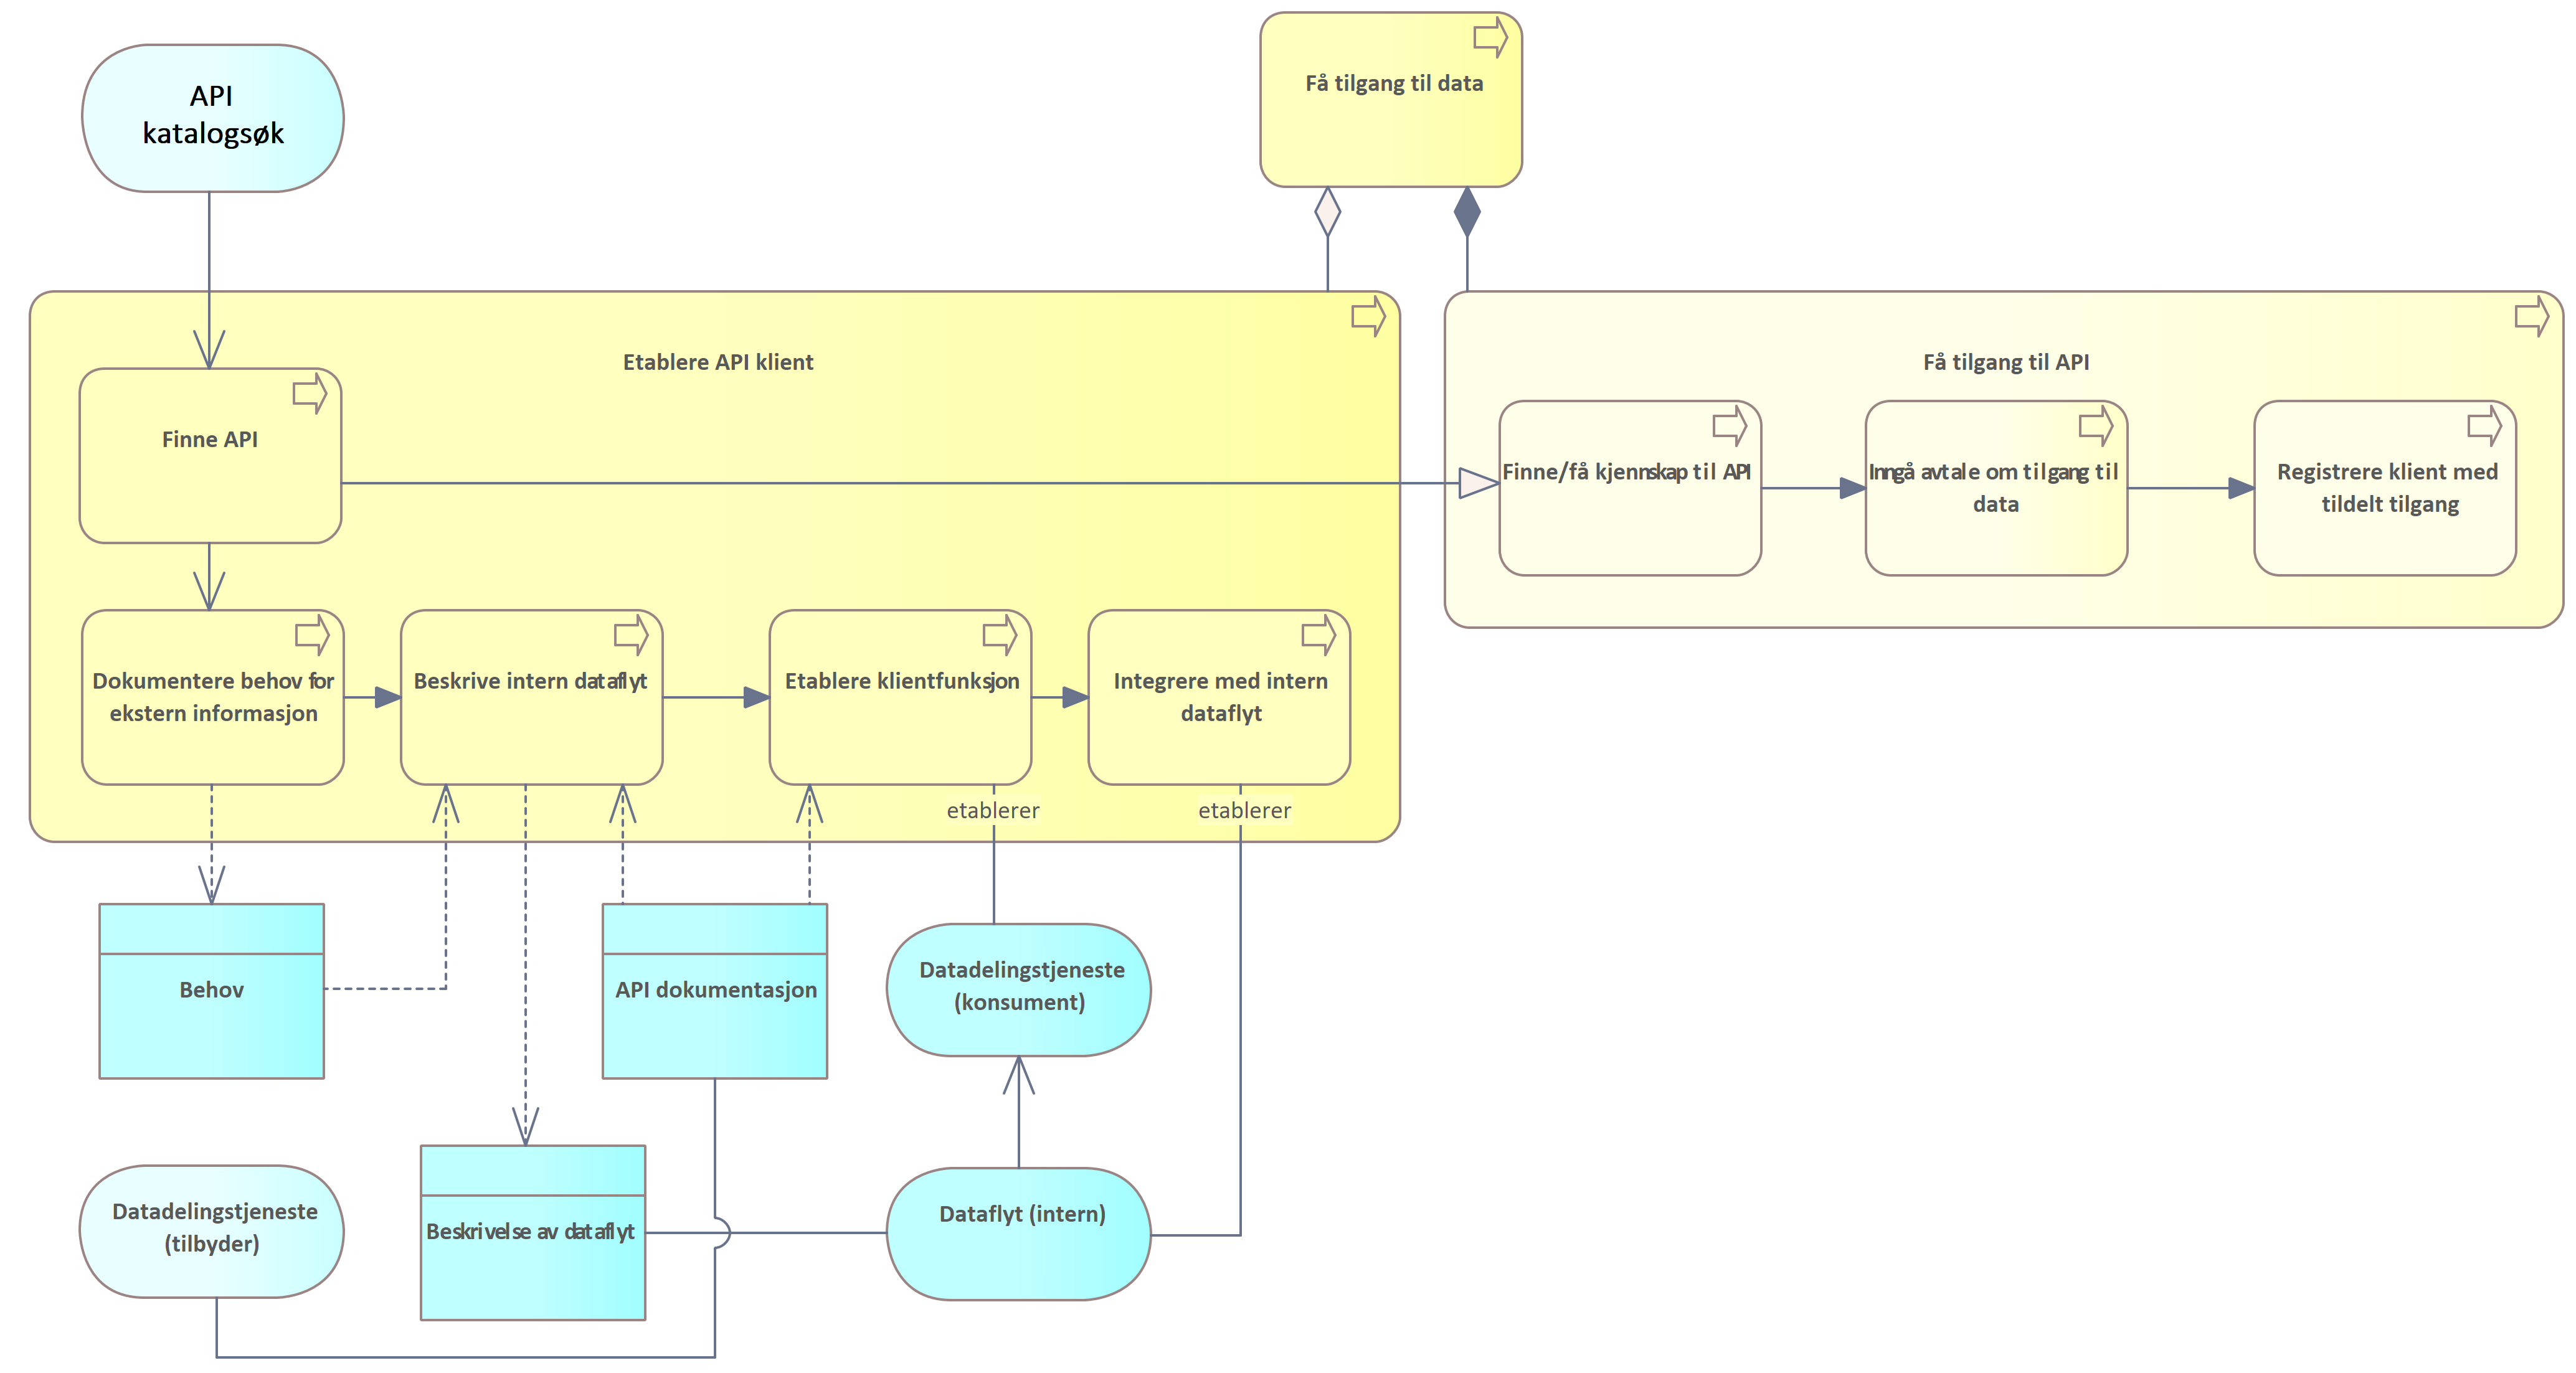 API
katalogsøk
Få tilgang til data
Etablere API klient
Få tilgang til API
Finne API
Finne/få kjennskap til API
Inngå avtale om tilgang til
data
Registrere klient med
tildelt tilgang
Dokumentere behov for
ekstern informasjon
Beskrive intern dataflyt
Etablere klientfunksjon
Integrere med intern
dataflyt
etablerer
etablerer
Behov
API dokumentasjon
Datadelingstjeneste
(konsument)
Datadelingstjeneste
(tilbyder)
Beskrivelse av dataflyt
Dataflyt (intern)